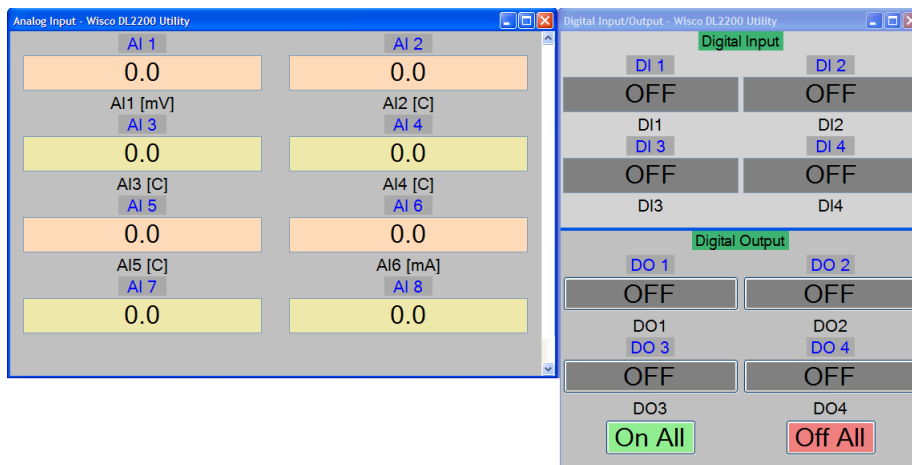 Analog Input - Wisco DL2200 Utility
AI 1 AI 2
0.0 0.0
AI1 [mV] AI2 [C]
AI 3 AI 4
0.0 0.0
AI3 [C] AI4 [C]
AI 5 AI 6
0.0 0.0
AI5 [C] AI6 [mA]
AI 7 AI 8
0.0 0.0
Digital Input/Output - Wisco DL2200 Utility
Digital Input
DI 1 DI 2
OFF OFF
DI1 DI2
DI 3 DI 4
OFF OFF
DI3 DI4
Digital Output
DO 1 DO 2
OFF OFF
DO1 DO2
DO 3 DO 4
OFF OFF
DO3 DO4
On All Off All